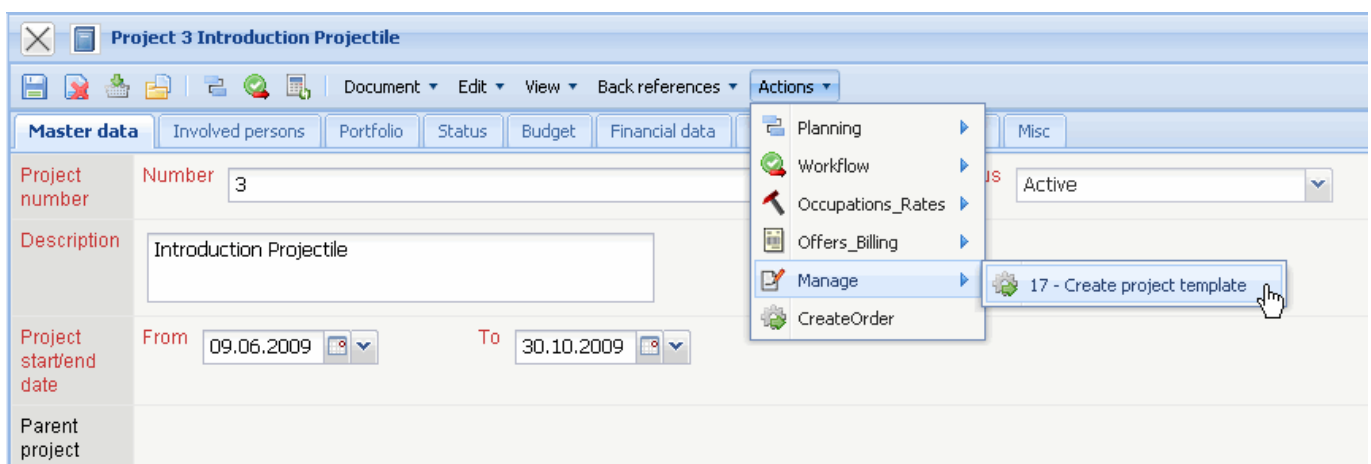 Project 3 Introduction Projectile
Document Edit View Back references Actions
Master data Involved persons Portfolio Status Budget Financial data Misc
Planning
Workflow
Occupations_Rates
Offers_Billing
Manage
17 - Create project template
CreateOrder
Project number
Number 3
us Active
Description
Introduction Projectile
Project start/end date
From 09.06.2009 To 30.10.2009
Parent project